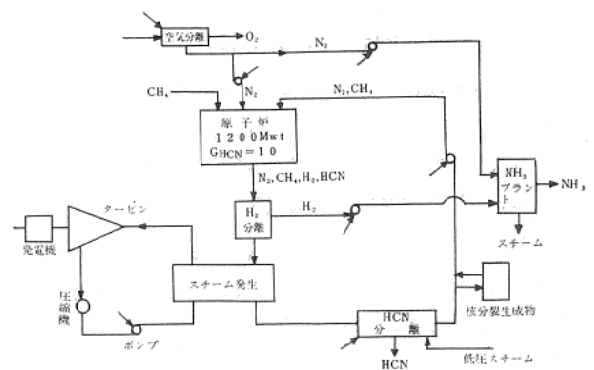 空気分離
O₂
N₂
N₂
CH₄
N₂,CH₄
原子炉
1200Mwt
GHCN=10
N₂,CH₄,H₂,HCN
H₂
分離
H₂
NH₃
プラン
ト
NH₃
スチーム
タービン
発電機
スチーム発生
圧
縮
機
ポンプ
HCN
分離
核分裂生成物
低圧スチーム
HCN